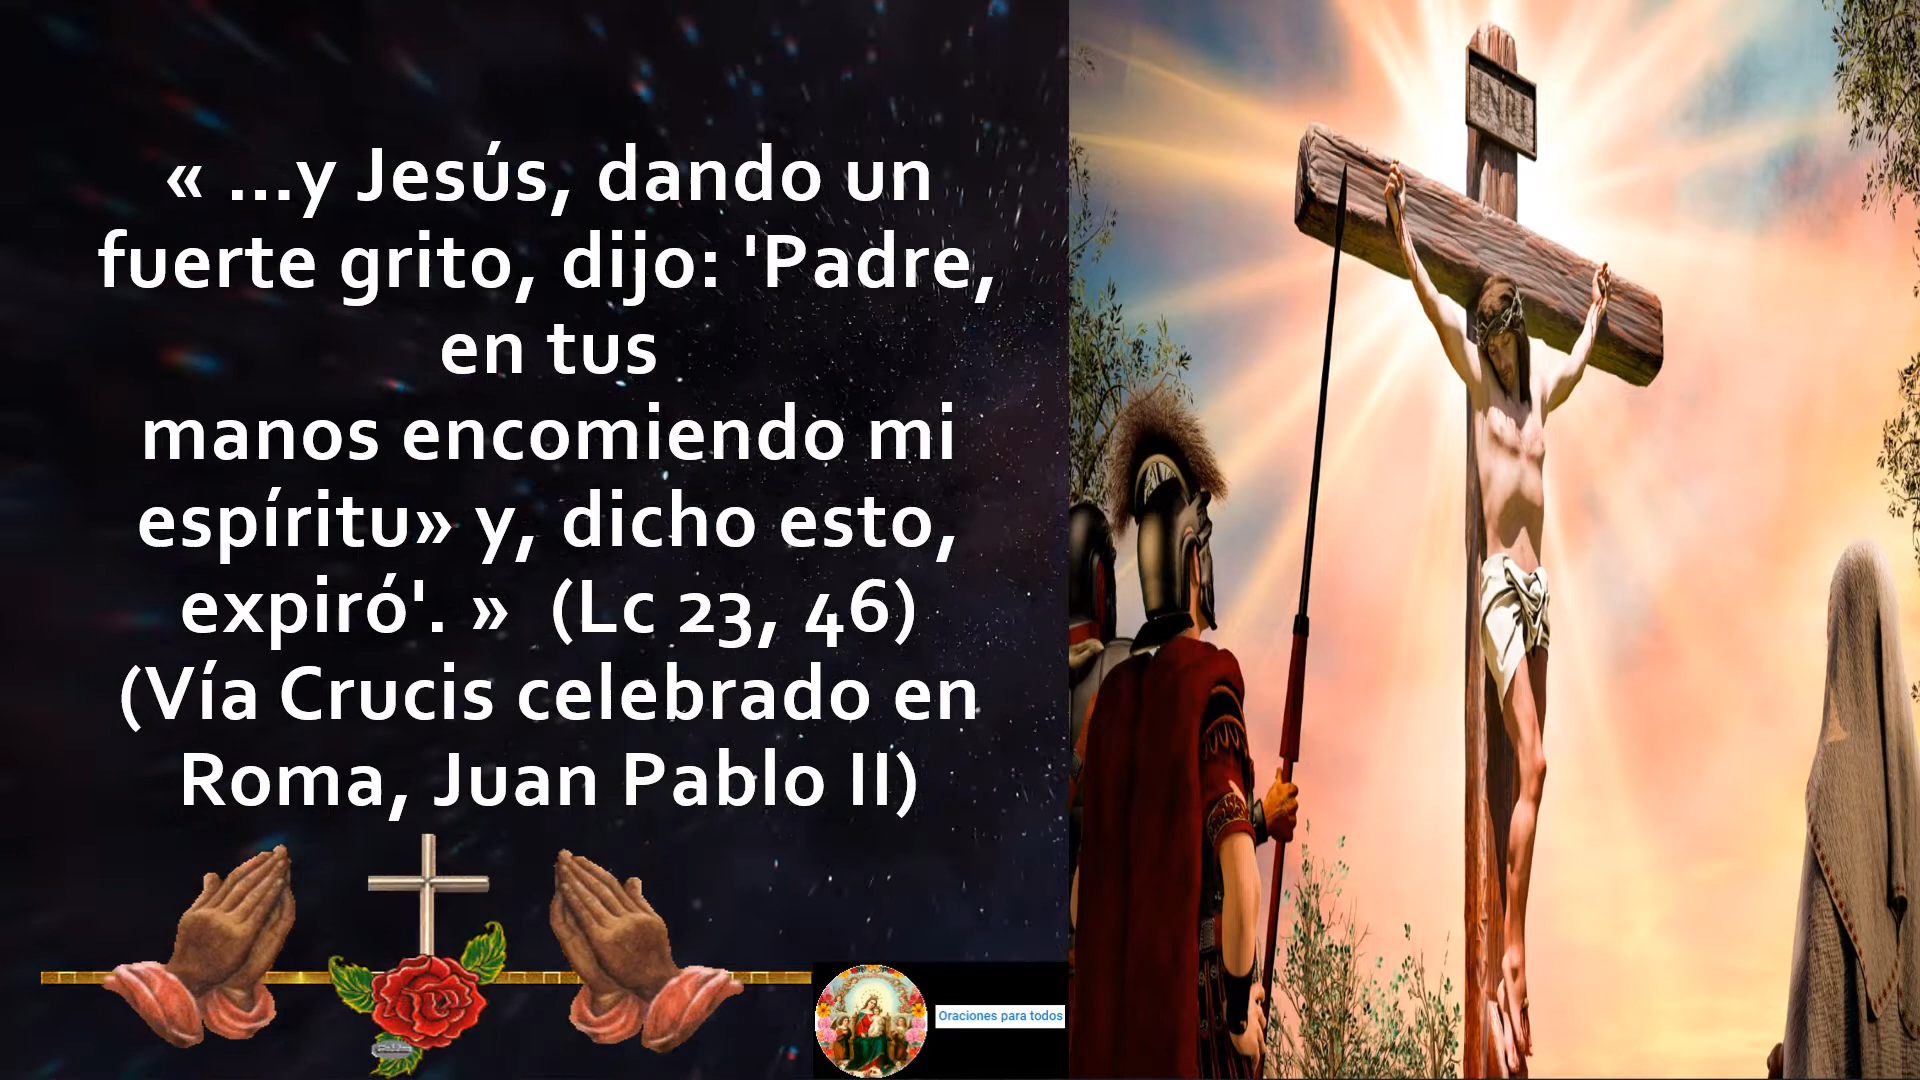 « ...y Jesús, dando un
fuerte grito, dijo: 'Padre,
en tus
manos encomiendo mi
espíritu» y, dicho esto,
expiró'. »  (Lc 23, 46)
(Vía Crucis celebrado en
Roma, Juan Pablo II)
Oraciones para todos